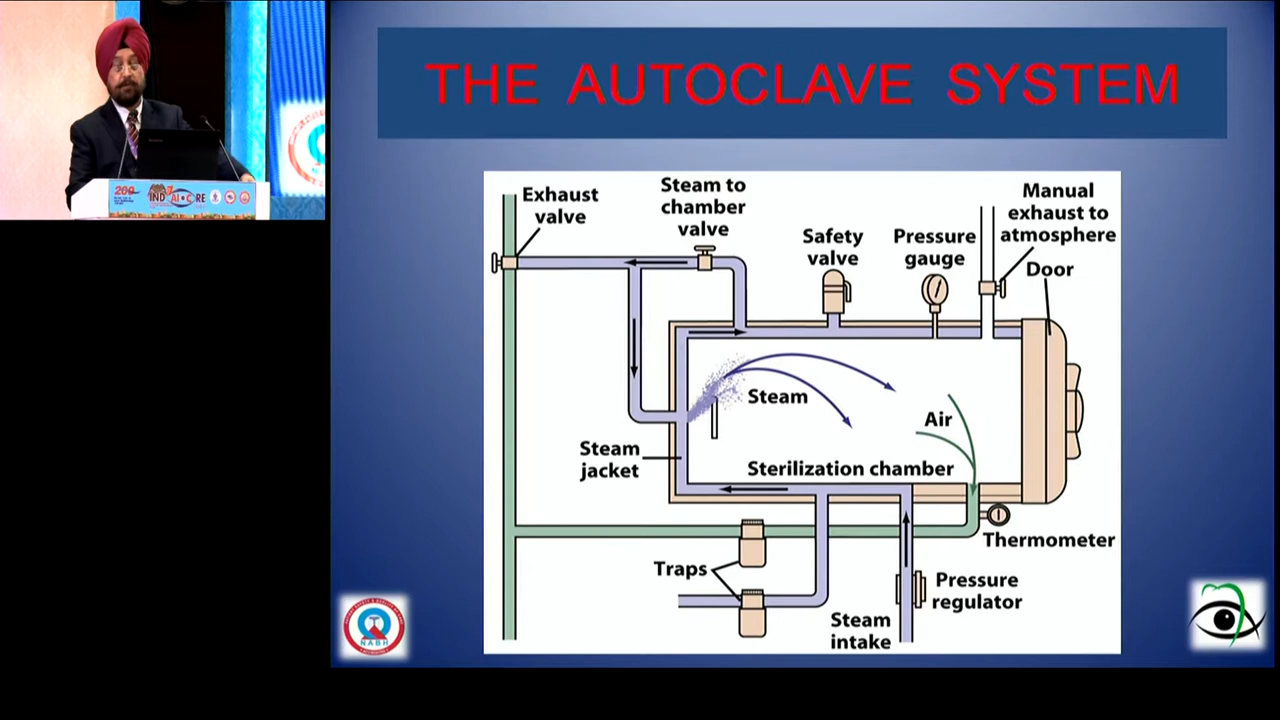 THE AUTOCLAVE SYSTEM
Exhaust
valve
Steam to
chamber
valve
Safety
valve
Pressure
gauge
Manual
exhaust to
atmosphere
Door
Steam
Air
Steam
jacket
Sterilization chamber
Thermometer
Traps
Pressure
regulator
Steam
intake
NABH